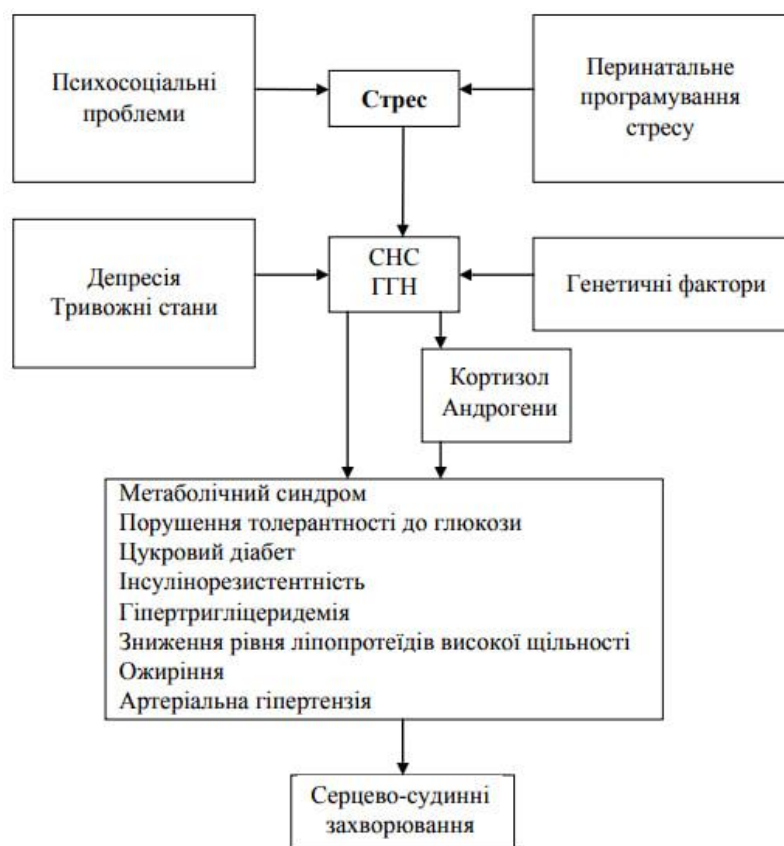 Психосоціальні
проблеми
Стрес
Перинатальне
програмування
стресу
Депресія
Тривожні стани
СНС
ГГН
Генетичні фактори
Кортизол
Андрогени
Метаболічний синдром
Порушення толерантності до глюкози
Цукровий діабет
Інсулінорезистентність
Гіпертригліцеридемія
Зниження рівня ліпопротеїдів високої щільності
Ожиріння
Артеріальна гіпертензія
Серцево-судинні
захворювання